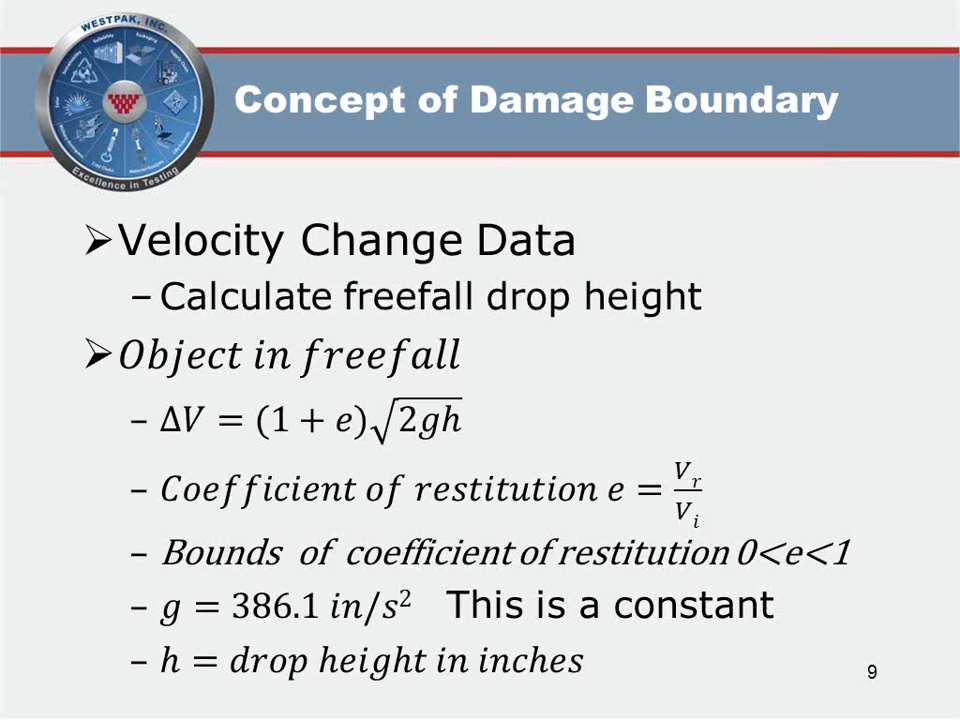 WESTPAK, INC.
Reliability
Packaging
Excellence in Testing
Concept of Damage Boundary
➢Velocity Change Data
–Calculate freefall drop height
➢Object in freefall
–ΔV = (1 + e)√2gh
–Coefficient of restitution e = V_r/V_i
–Bounds of coefficient of restitution 0<e<1
–g = 386.1 in/s² This is a constant
–h = drop height in inches
9